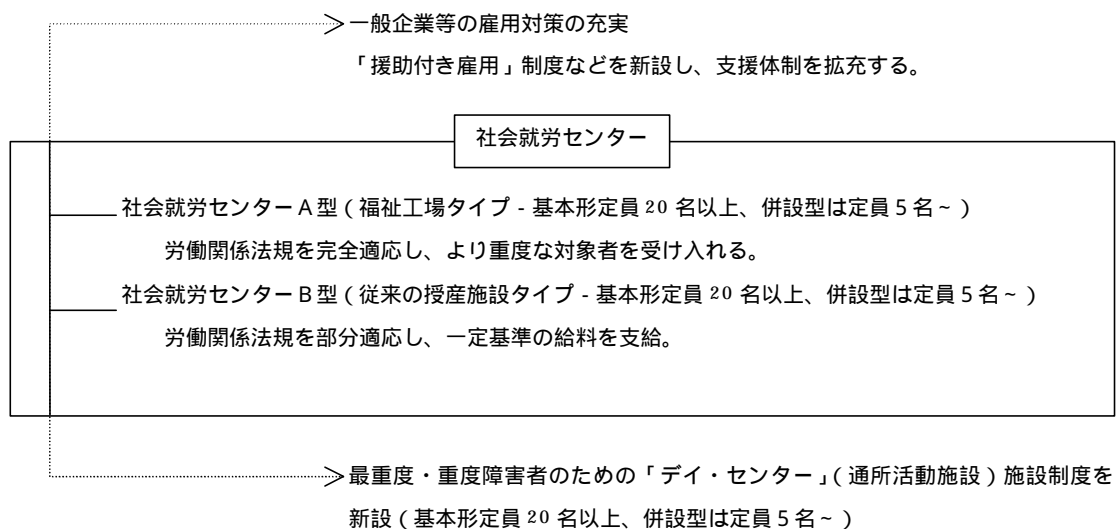 一般企業等の雇用対策の充実
「援助付き雇用」制度などを新設し、支援体制を拡充する。
社会就労センター
社会就労センターA型(福祉工場タイプ - 基本形定員 20 名以上、併設型は定員5名~)
労働関係法規を完全適応し、より重度な対象者を受け入れる。
社会就労センターB型(従来の授産施設タイプ - 基本形定員 20 名以上、併設型は定員5名~)
労働関係法規を部分適応し、一定基準の給料を支給。
最重度・重度障害者のための「デイ・センター」(通所活動施設)施設制度を
新設(基本形定員 20 名以上、併設型は定員5名~)